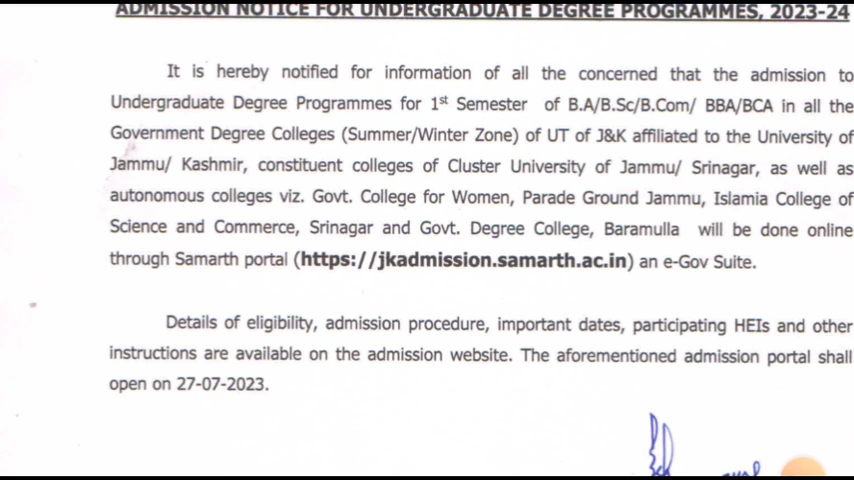 ADMISSION NOTICE FOR UNDERGRADUATE DEGREE PROGRAMMES, 2023-24
It is hereby notified for information of all the concerned that the admission to
Undergraduate Degree Programmes for 1st Semester of B.A/B.Sc/B.Com/ BBA/BCA in all the
Government Degree Colleges (Summer/Winter Zone) of UT of J&K affiliated to the University of
Jammu/ Kashmir, constituent colleges of Cluster University of Jammu/ Srinagar, as well as
autonomous colleges viz. Govt. College for Women, Parade Ground Jammu, Islamia College of
Science and Commerce, Srinagar and Govt. Degree College, Baramulla will be done online
through Samarth portal (https://jkadmission.samarth.ac.in) an e-Gov Suite.
Details of eligibility, admission procedure, important dates, participating HEIs and other
instructions are available on the admission website. The aforementioned admission portal shall
open on 27-07-2023.